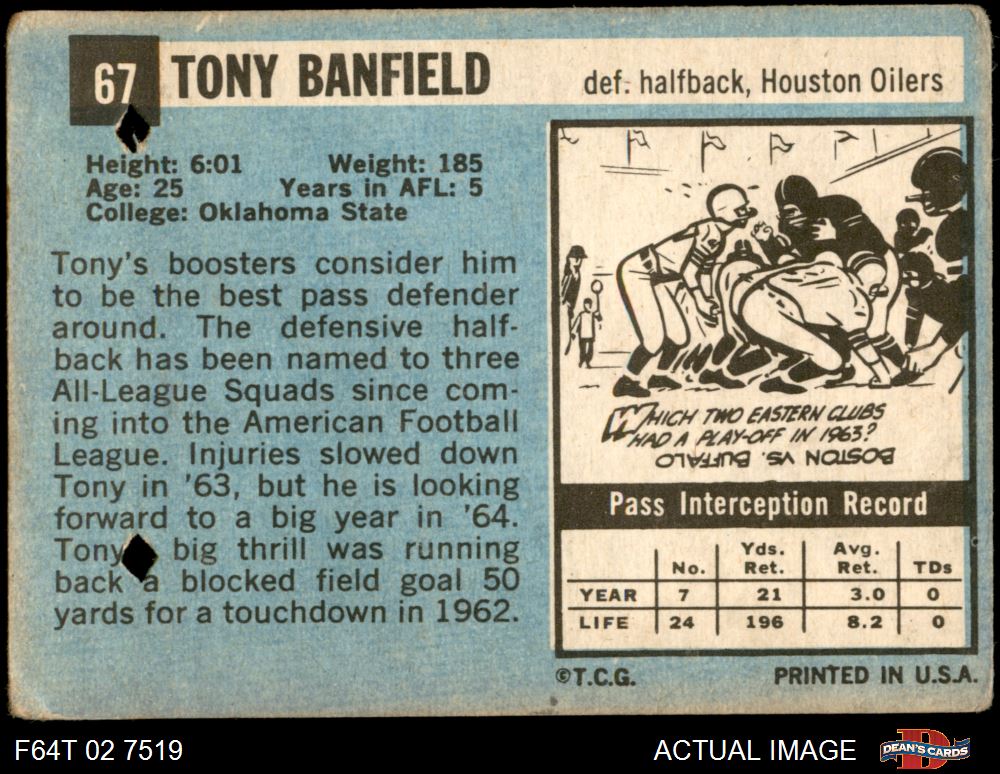 67 TONY BANFIELD def. halfback, Houston Oilers
Height: 6:01 Weight: 185
Age: 25 Years in AFL: 5
College: Oklahoma State
Tony's boosters consider him
to be the best pass defender
around. The defensive half-
back has been named to three
All-League Squads since com-
ing into the American Football
League. Injuries slowed down
Tony in '63, but he is looking
forward to a big year in '64.
Tony big thrill was running
back a blocked field goal 50
yards for a touchdown in 1962.
WHICH TWO EASTERN CLUBS
HAD A PLAY-OFF IN 1963?
BOSTON VS. BUFFALO
Pass Interception Record
No. Yds. Ret. Avg. Ret. TDs
YEAR 7 21 3.0 0
LIFE 24 196 8.2 0
©T.C.G. PRINTED IN U.S.A.
F64T 02 7519 ACTUAL IMAGE DEAN'S CARDS